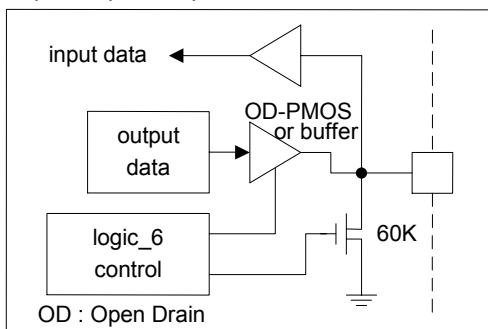 input data
OD-PMOS
or buffer
output
data
logic_6
control
60K
OD : Open Drain